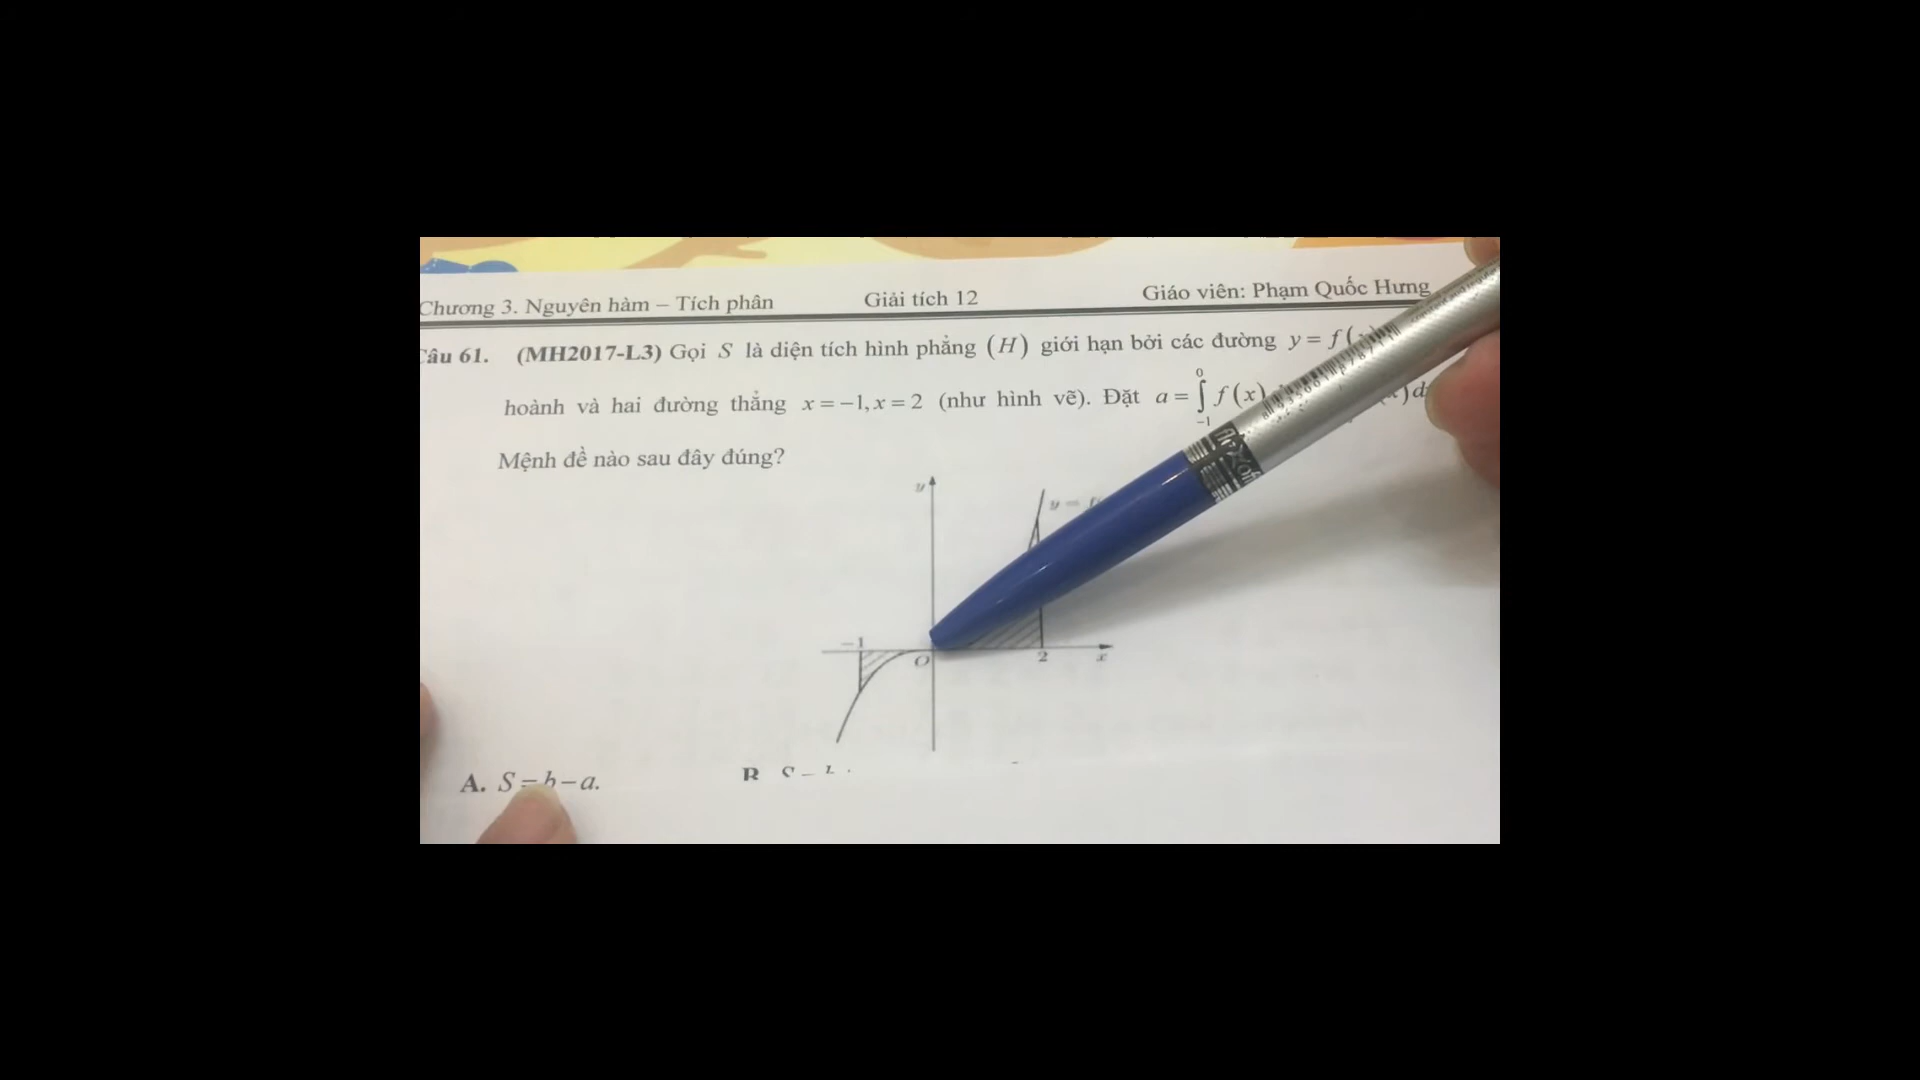 Chương 3. Nguyên hàm – Tích phân Giải tích 12 Giáo viên: Phạm Quốc Hưng
Câu 61. (MH2017-L3) Gọi S là diện tích hình phẳng (H) giới hạn bởi các đường y = f(
hoành và hai đường thẳng x = −1, x = 2 (như hình vẽ). Đặt a = ∫₋₁⁰ f(x) )d
Mệnh đề nào sau đây đúng?
y
y = f
−1
O
2
x
A. S = b − a.